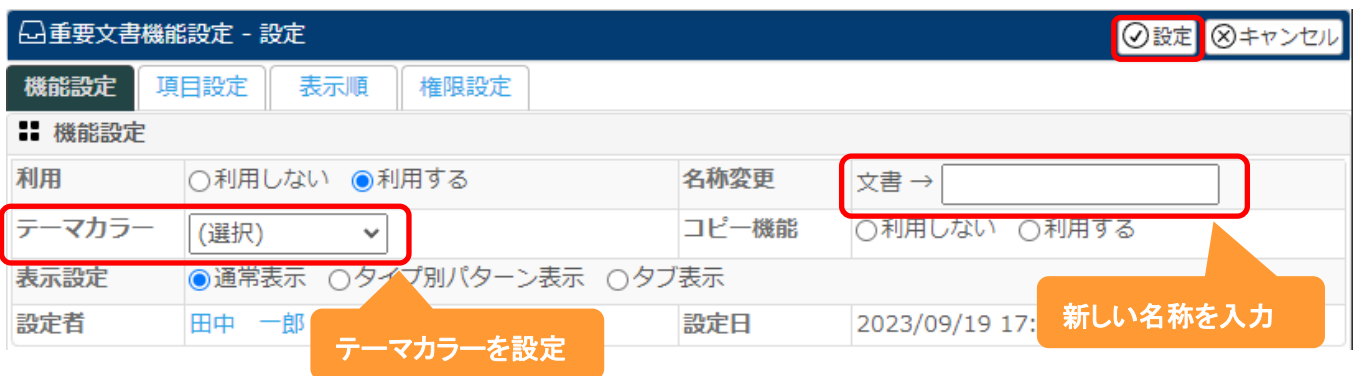 重要文書機能設定 - 設定 設定 キャンセル
機能設定 項目設定 表示順 権限設定
機能設定
利用 利用しない 利用する 名称変更 文書 →
テーマカラー (選択) コピー機能 利用しない 利用する
表示設定 通常表示 タイプ別パターン表示 タブ表示
設定者 田中 一郎 設定日 2023/09/19 17:
新しい名称を入力
テーマカラーを設定